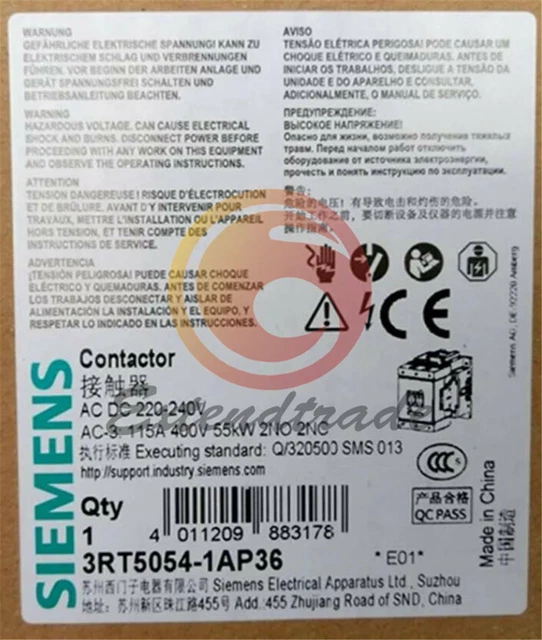 WARNUNG
GEFÄHRLICHE ELEKTRISCHE SPANNUNG! KANN ZU
ELEKTRISCHEM SCHLAG UND VERBRENNUNGEN
FÜHREN. VOR BEGINN DER ARBEITEN ANLAGE UND
GERÄT SPANNUNGSFREI SCHALTEN UND
BETRIEBSANLEITUNG BEACHTEN.
WARNING
HAZARDOUS VOLTAGE. CAN CAUSE ELECTRICAL
SHOCK AND BURNS. DISCONNECT POWER BEFORE
PROCEEDING WITH ANY WORK ON THIS EQUIPMENT
AND OBSERVE THE OPERATING INSTRUCTIONS.
ATTENTION
TENSION DANGEREUSE! RISQUE D'ÉLECTROCUTION
ET DE BRÛLURE. AVANT D'Y INTERVENIR POUR
TRAVAUX, METTRE L'INSTALLATION OU L'APPAREIL
HORS TENSION, ET TENIR COMPTE DES
INSTRUCTIONS DE SERVICE.
ADVERTENCIA
¡TENSIÓN PELIGROSA! PUEDE CAUSAR CHOQUE
ELÉCTRICO Y QUEMADURAS. ANTES DE COMENZAR
LOS TRABAJOS DESCONECTAR Y AISLAR DE
ALIMENTACIÓN LA INSTALACIÓN Y EL EQUIPO, Y
RESPETAR LO INDICADO EN LAS INSTRUCCIONES.
AVISO
TENSÃO ELÉTRICA PERIGOSA! PODE CAUSAR UM
CHOQUE ELÉTRICO E QUEIMADURAS. ANTES DE
INICIAR OS TRABALHOS, DESLIGUE A TENSÃO DA
UNIDADE E DO APARELHO E CONSULTAR,
ADICIONALMENTE, O MANUAL DE SERVIÇO.
ПРЕДУПРЕЖДЕНИЕ:
ВЫСОКОЕ НАПРЯЖЕНИЕ!
Опасно для жизни, возможно получение тяжелых
травм. Перед началом работ отключить
оборудование от источника электроэнергии,
прочесть и понять инструкцию по эксплуатации.
警告:
危险的电压! 有导致电击和灼伤的危险。
开始工作之前, 要切断设备及仪器的电源并注意
操作指南。
CE
Siemens AG, DE, 92220 Amberg
SIEMENS
Contactor
接触器
AC DC 220-240V
AC-3: 115A 400V 55kW 2NO 2NC
Extendtrade
执行标准 Executing standard: Q/320500 SMS 013
http://support.industry.siemens.com
CCC
产品合格
QC PASS
Made in China
中国制造
Qty
1
4 011209 883178
3RT5054-1AP36
*E01*
苏州西门子电器有限公司 Siemens Electrical Apparatus Ltd., Suzhou
地址: 苏州新区珠江路455号 Add.:455 Zhujiang Road of SND, China